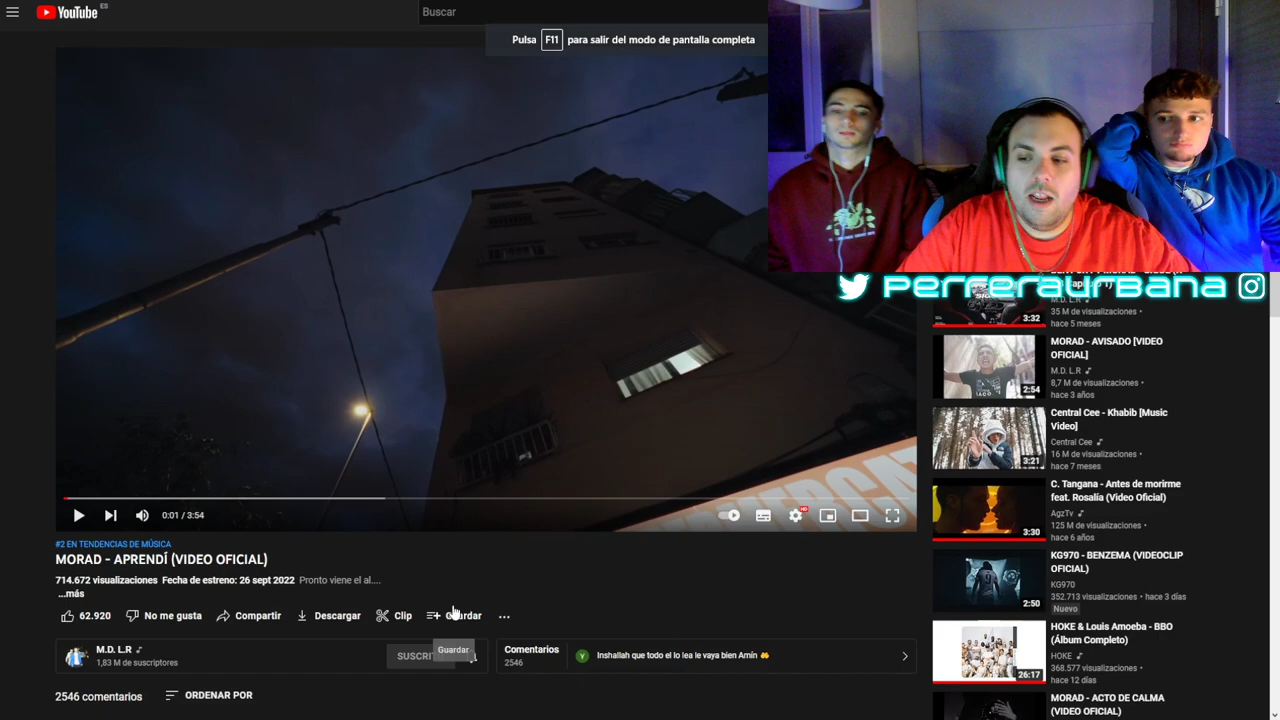 YouTube ES
Buscar
Pulsa F11 para salir del modo de pantalla completa
perreraurbana
M.D. L.R
35 M de visualizaciones •
hace 5 meses
3:32
MORAD - AVISADO [VIDEO
OFICIAL]
M.D. L.R
8,7 M de visualizaciones •
hace 3 años
2:54
Central Cee - Khabib [Music
Video]
Central Cee
16 M de visualizaciones •
hace 7 meses
3:21
C. Tangana - Antes de morirme
feat. Rosalía (Video Oficial)
AgzTv
125 M de visualizaciones •
hace 6 años
3:30
KG970 - BENZEMA (VIDEOCLIP
OFICIAL)
KG970
352.713 visualizaciones • hace 3 días
Nuevo
2:50
HOKE & Louis Amoeba - BBO
(Álbum Completo)
HOKE
368.577 visualizaciones •
hace 12 días
26:17
MORAD - ACTO DE CALMA
(VIDEO OFICIAL)
0:01 / 3:54
HD
#2 EN TENDENCIAS DE MÚSICA
MORAD - APRENDÍ (VIDEO OFICIAL)
714.672 visualizaciones Fecha de estreno: 26 sept 2022 Pronto viene el al....
...más
62.920 No me gusta Compartir Descargar Clip Guardar ...
Guardar
M.D. L.R
1,83 M de suscriptores
Comentarios
2546
Y
Inshallah que todo el lo lea le vaya bien Amín
2546 comentarios ORDENAR POR